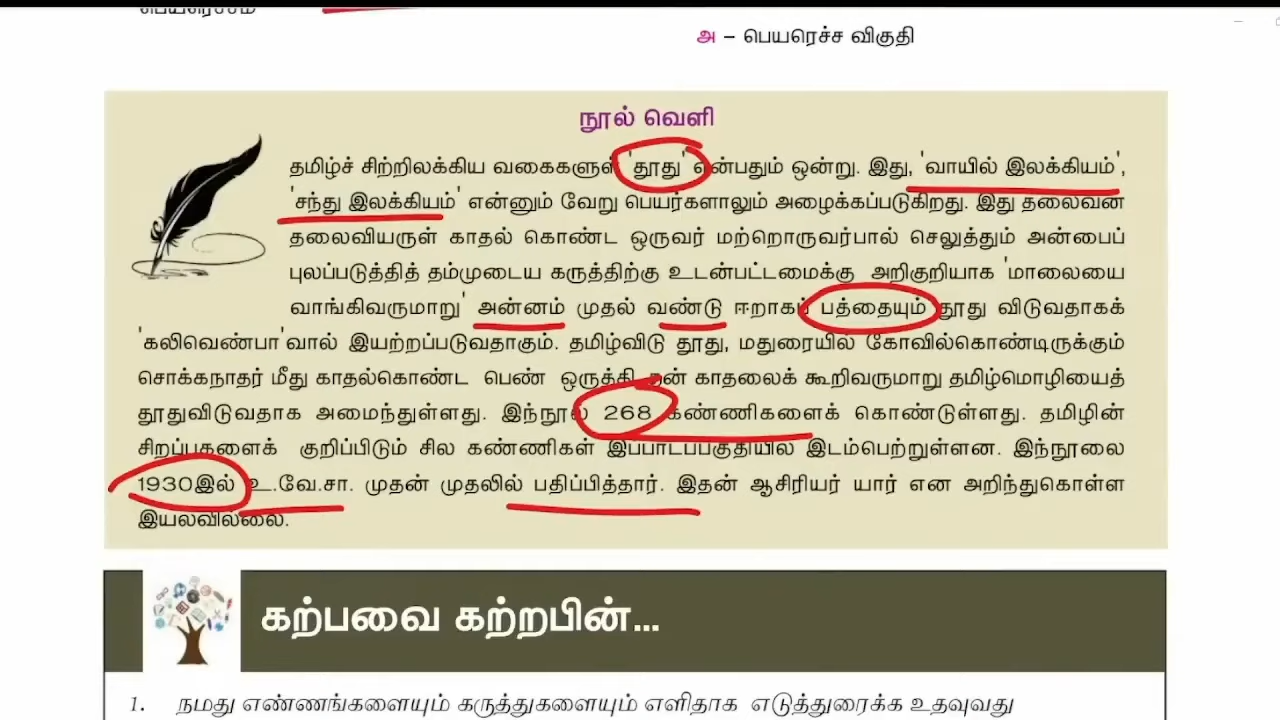 பெயரெச்சம்
அ – பெயரெச்ச விகுதி
நூல் வெளி
தமிழ்ச் சிற்றிலக்கிய வகைகளுள் 'தூது' என்பதும் ஒன்று. இது, 'வாயில் இலக்கியம்',
'சந்து இலக்கியம்' என்னும் வேறு பெயர்களாலும் அழைக்கப்படுகிறது. இது தலைவன்
தலைவியருள் காதல் கொண்ட ஒருவர் மற்றொருவர்பால் செலுத்தும் அன்பைப்
புலப்படுத்தித் தம்முடைய கருத்திற்கு உடன்பட்டமைக்கு அறிகுறியாக 'மாலையை
வாங்கிவருமாறு' அன்னம் முதல் வண்டு ஈறாகப் பத்தையும் தூது விடுவதாகக்
'கலிவெண்பா'வால் இயற்றப்படுவதாகும். தமிழ்விடு தூது, மதுரையில் கோவில்கொண்டிருக்கும்
சொக்கநாதர் மீது காதல்கொண்ட பெண் ஒருத்தி தன் காதலைக் கூறிவருமாறு தமிழ்மொழியைத்
தூதுவிடுவதாக அமைந்துள்ளது. இந்நூல் 268 கண்ணிகளைக் கொண்டுள்ளது. தமிழின்
சிறப்புகளைக் குறிப்பிடும் சில கண்ணிகள் இப்பாடப்பகுதியில் இடம்பெற்றுள்ளன. இந்நூலை
1930இல் உ.வே.சா. முதன் முதலில் பதிப்பித்தார். இதன் ஆசிரியர் யார் என அறிந்துகொள்ள
இயலவில்லை.
கற்பவை கற்றபின்...
1. நமது எண்ணங்களையும் கருத்துகளையும் எளிதாக எடுத்துரைக்க உதவுவது